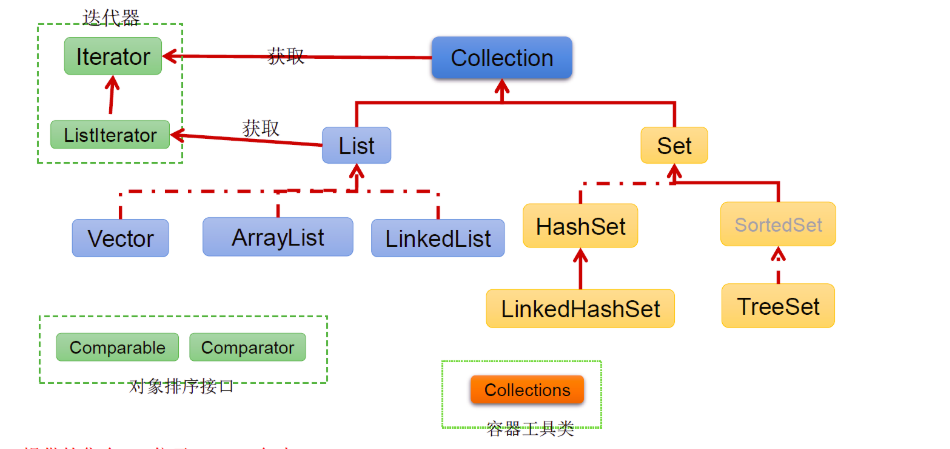 迭代器
Iterator
获取
Collection
ListIterator
获取
List
Set
Vector
ArrayList
LinkedList
HashSet
SortedSet
LinkedHashSet
TreeSet
Comparable
Comparator
对象排序接口
Collections
容器工具类